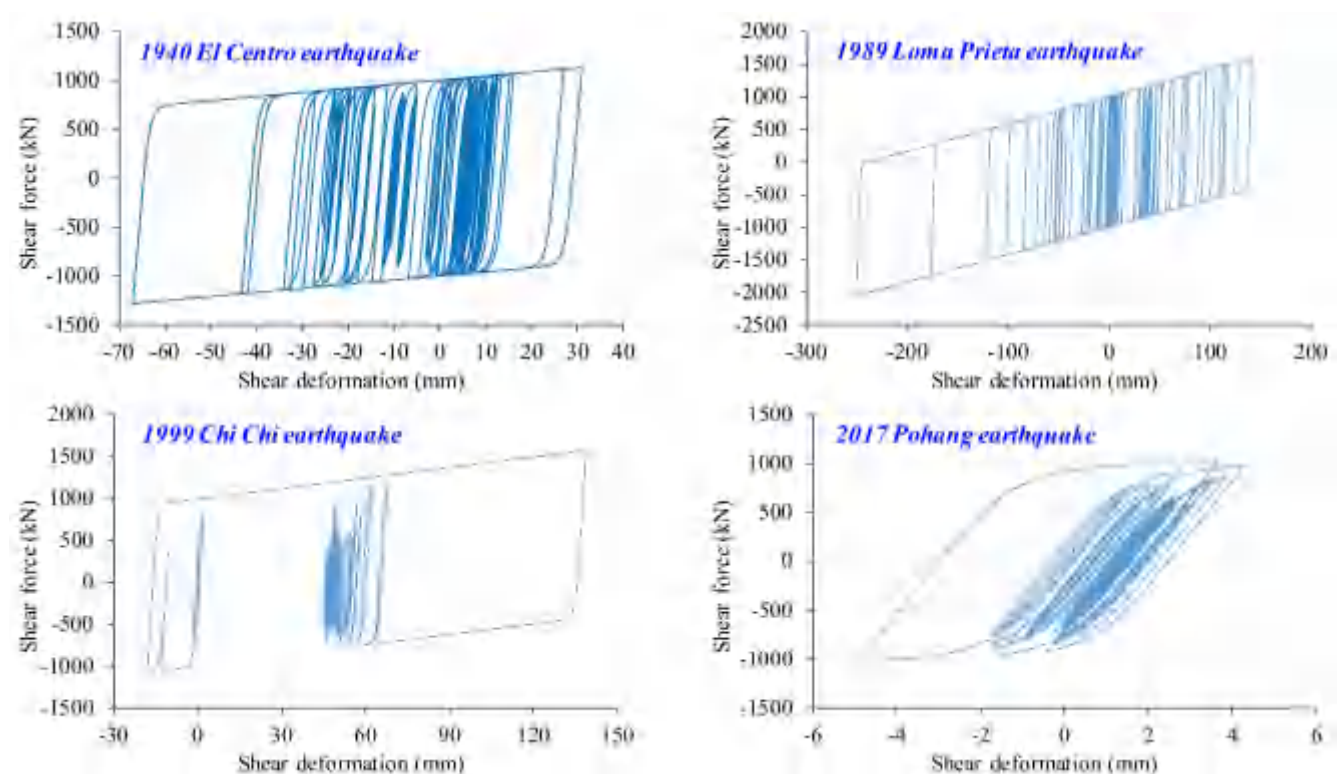 1940 El Centro earthquake
Shear force (kN)
1500
1000
500
0
-500
-1000
-1500
-70 -60 -50 -40 -30 -20 -10 0 10 20 30 40
Shear deformation (mm)
1989 Loma Prieta earthquake
Shear force (kN)
2000
1500
1000
500
0
-500
-1000
-1500
-2000
-2500
-300 -200 -100 0 100 200
Shear deformation (mm)
1999 Chi Chi earthquake
Shear force (kN)
2000
1500
1000
500
0
-500
-1000
-1500
-30 0 30 60 90 120 150
Shear deformation (mm)
2017 Pohang earthquake
Shear force (kN)
1500
1000
500
0
-500
-1000
-1500
-6 -4 -2 0 2 4 6
Shear deformation (mm)